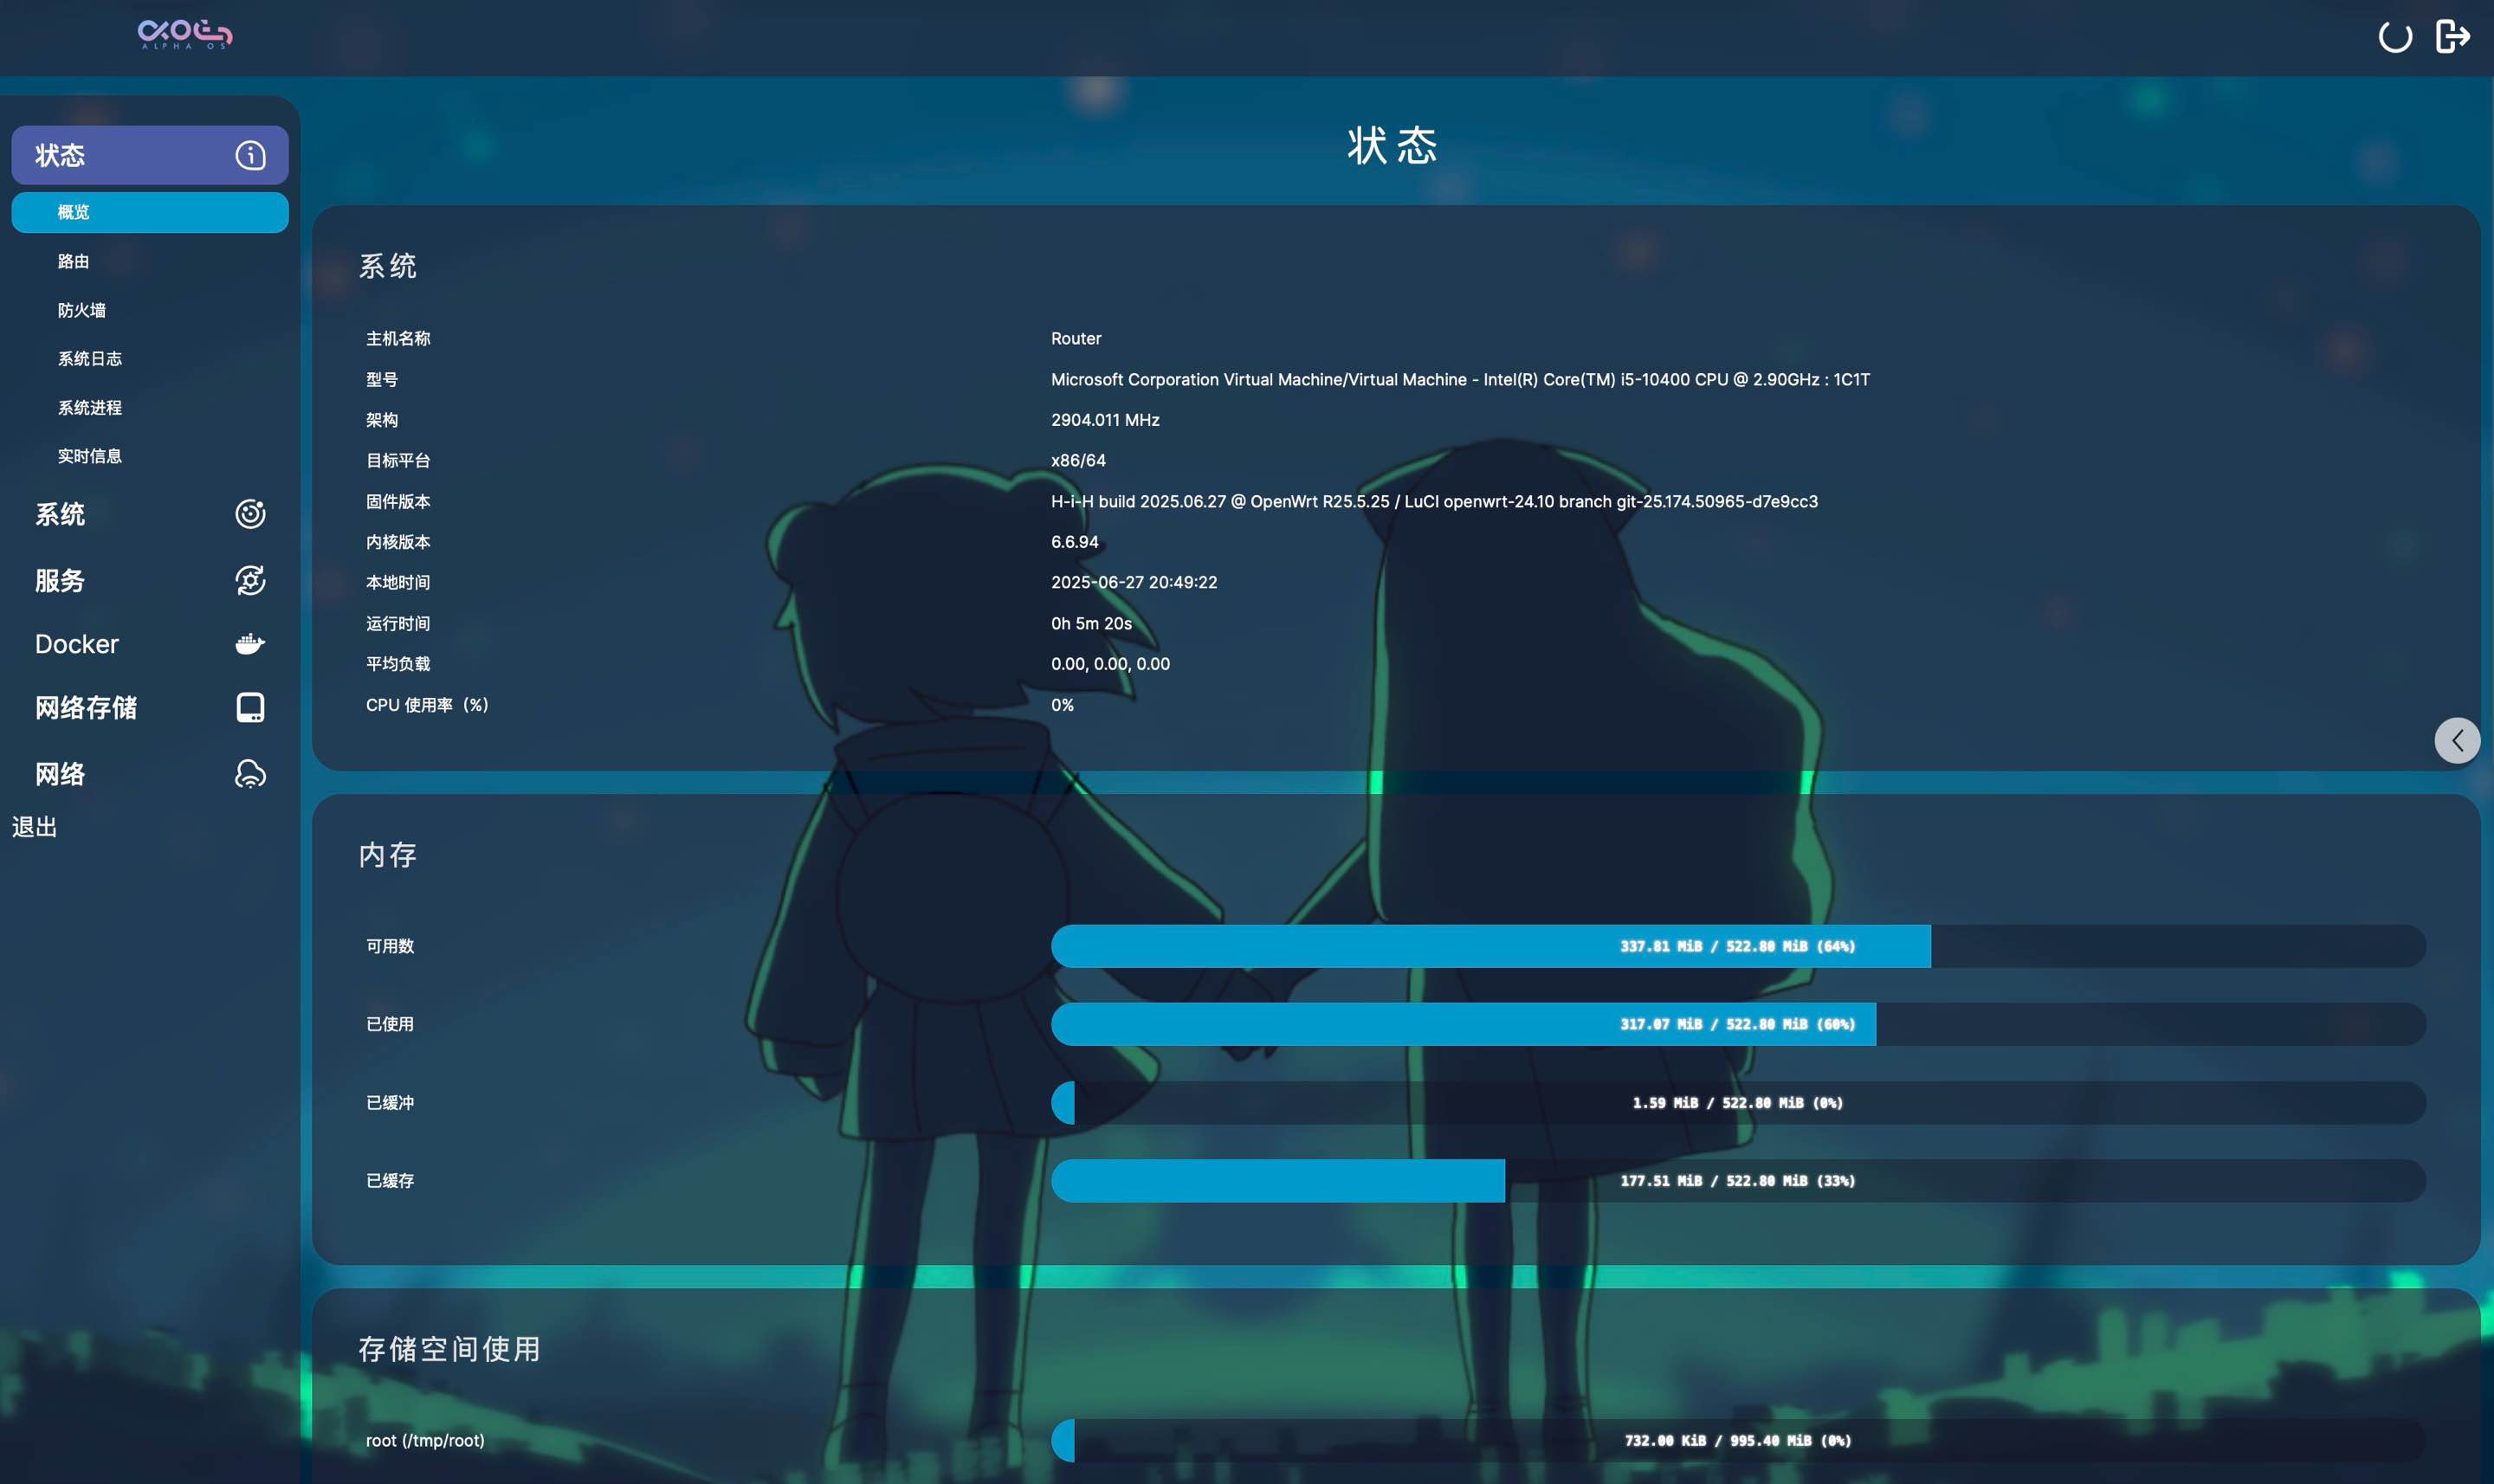 ALPHA OS
状态
概览
路由
防火墙
系统日志
系统进程
实时信息
系统
服务
Docker
网络存储
网络
退出
状态
系统
主机名称 Router
型号 Microsoft Corporation Virtual Machine/Virtual Machine - Intel(R) Core(TM) i5-10400 CPU @ 2.90GHz : 1C1T
架构 2904.011 MHz
目标平台 x86/64
固件版本 H-i-H build 2025.06.27 @ OpenWrt R25.5.25 / LuCI openwrt-24.10 branch git-25.174.50965-d7e9cc3
内核版本 6.6.94
本地时间 2025-06-27 20:49:22
运行时间 0h 5m 20s
平均负载 0.00, 0.00, 0.00
CPU 使用率（%） 0%
内存
可用数 337.81 MiB / 522.80 MiB (64%)
已使用 317.07 MiB / 522.80 MiB (60%)
已缓冲 1.59 MiB / 522.80 MiB (0%)
已缓存 177.51 MiB / 522.80 MiB (33%)
存储空间使用
root (/tmp/root) 732.00 KiB / 995.40 MiB (0%)